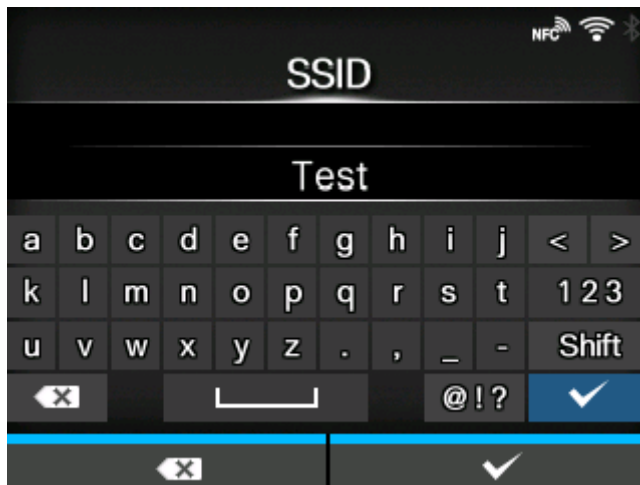 NFC
SSID
Test
a b c d e f g h i j < >
k l m n o p q r s t 123
u v w x y z . , _ - Shift
@!?